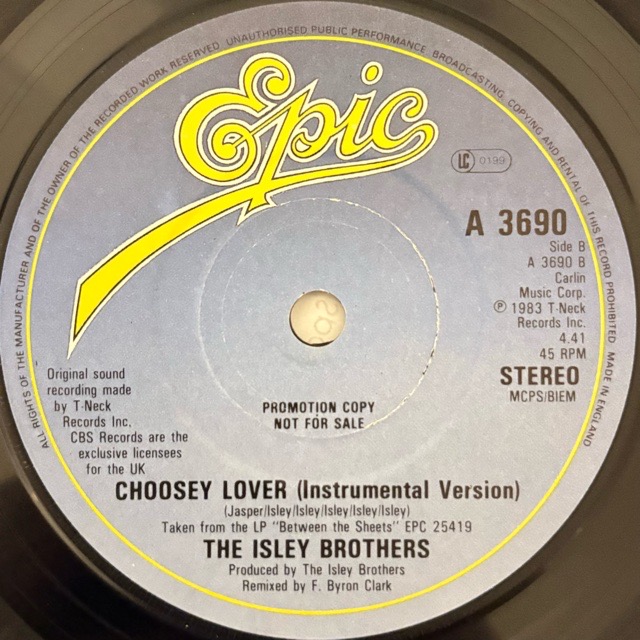 ALL RIGHTS OF THE MANUFACTURER AND OF THE OWNER OF THE RECORDED WORK RESERVED. UNAUTHORISED PUBLIC PERFORMANCE, BROADCASTING, COPYING AND RENTAL OF THIS RECORD PROHIBITED. MADE IN ENGLAND
Epic
LC 0199
A 3690
Side B
A 3690 B
Carlin
Music Corp.
℗ 1983 T-Neck
Records Inc.
4.41
45 RPM
STEREO
MCPS/BIEM
Original sound
recording made
by T-Neck
Records Inc.
CBS Records are the
exclusive licensees
for the UK
PROMOTION COPY
NOT FOR SALE
CHOOSEY LOVER (Instrumental Version)
(Jasper/Isley/Isley/Isley/Isley/Isley)
Taken from the LP "Between the Sheets" EPC 25419
THE ISLEY BROTHERS
Produced by The Isley Brothers
Remixed by F. Byron Clark